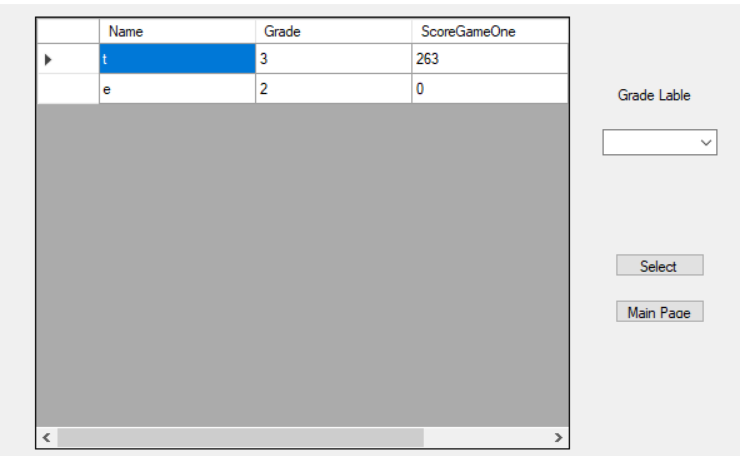 Name Grade ScoreGameOne
t 3 263
e 2 0
Grade Lable
Select
Main Page